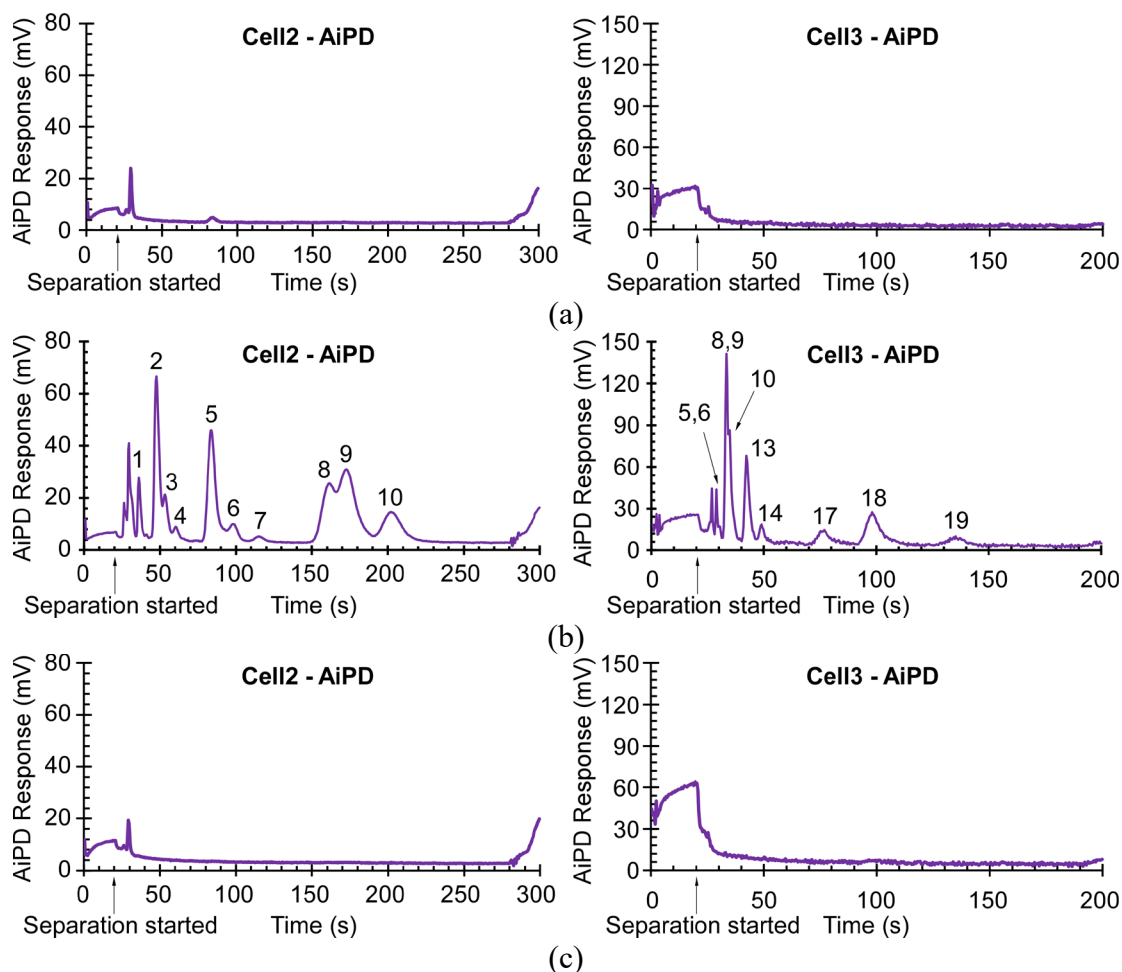 Cell2 - AiPD
AiPD Response (mV)
80
60
40
20
0
0 50 100 150 200 250 300
Separation started Time (s)
Cell3 - AiPD
AiPD Response (mV)
150
120
90
60
30
0
0 50 100 150 200
Separation started Time (s)
(a)
Cell2 - AiPD
AiPD Response (mV)
80
60
40
20
0
1
2
3
4
5
6
7
8
9
10
0 50 100 150 200 250 300
Separation started Time (s)
Cell3 - AiPD
AiPD Response (mV)
150
120
90
60
30
0
5,6
8,9
10
13
14
17
18
19
0 50 100 150 200
Separation started Time (s)
(b)
Cell2 - AiPD
AiPD Response (mV)
80
60
40
20
0
0 50 100 150 200 250 300
Separation started Time (s)
Cell3 - AiPD
AiPD Response (mV)
150
120
90
60
30
0
0 50 100 150 200
Separation started Time (s)
(c)